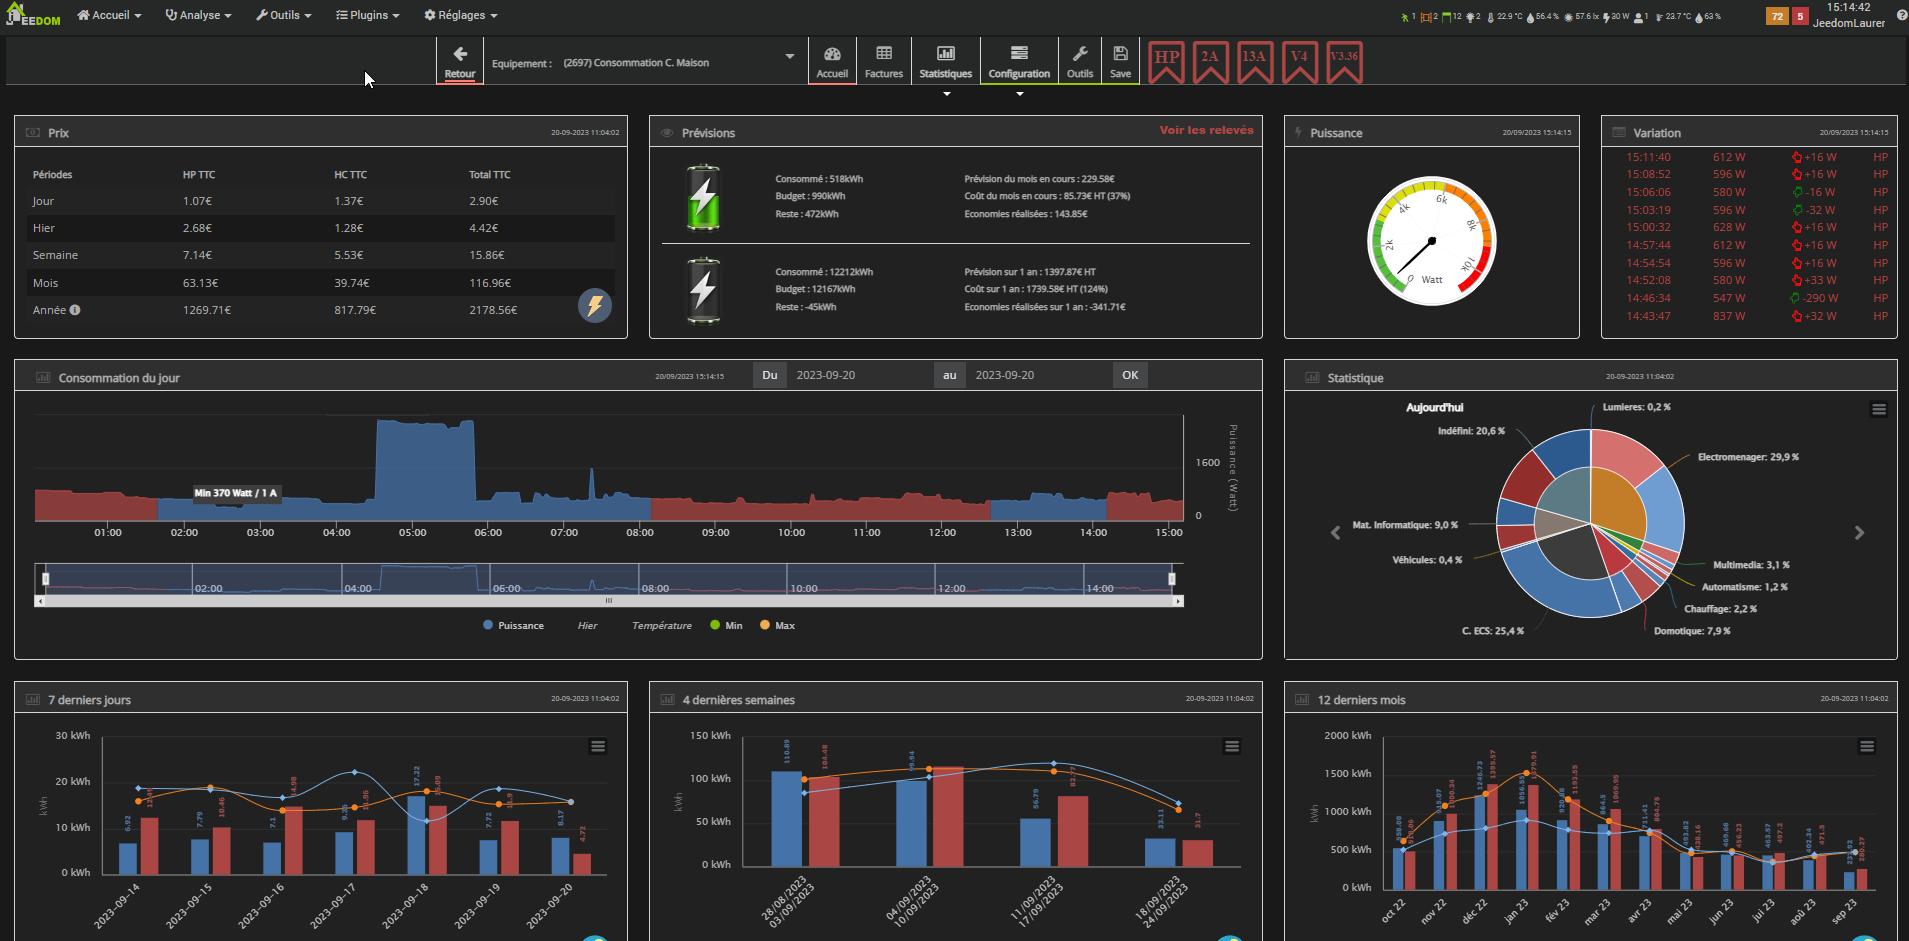 JEEDOM
Accueil
Analyse
Outils
Plugins
Réglages
1
2
12
2
22.9 °C
56.4 %
57.6 lx
30 W
1
23.7 °C
63 %
72
5
15:14:42
JeedomLaurer
Retour
Equipement :
(2697) Consommation C. Maison
Accueil
Factures
Statistiques
Configuration
Outils
Save
HP
2A
13A
V4
V3.36
Prix
20-09-2023 11:04:02
Périodes HP TTC HC TTC Total TTC
Jour 1.07€ 1.37€ 2.90€
Hier 2.68€ 1.28€ 4.42€
Semaine 7.14€ 5.53€ 15.86€
Mois 63.13€ 39.74€ 116.96€
Année 1269.71€ 817.79€ 2178.56€
Prévisions
Voir les relevés
Consommé : 518kWh
Budget : 990kWh
Reste : 472kWh
Prévision du mois en cours : 229.58€
Coût du mois en cours : 85.73€ HT (37%)
Economies réalisées : 143.85€
Consommé : 12212kWh
Budget : 12167kWh
Reste : -45kWh
Prévision sur 1 an : 1397.87€ HT
Coût sur 1 an : 1739.58€ HT (124%)
Economies réalisées sur 1 an : -341.71€
Puissance
20/09/2023 15:14:15
0
2k
4k
6k
8k
10k
Watt
Variation
20/09/2023 15:14:15
15:11:40 612 W +16 W HP
15:08:52 596 W +16 W HP
15:06:06 580 W -16 W HP
15:03:19 596 W -32 W HP
15:00:32 628 W +16 W HP
14:57:44 612 W +16 W HP
14:54:54 596 W +16 W HP
14:52:08 580 W +33 W HP
14:46:34 547 W -290 W HP
14:43:47 837 W +32 W HP
Consommation du jour
20/09/2023 15:14:15
Du
2023-09-20
au
2023-09-20
OK
Min 370 Watt / 1 A
1600
0
Puissance (Watt)
01:00 02:00 03:00 04:00 05:00 06:00 07:00 08:00 09:00 10:00 11:00 12:00 13:00 14:00 15:00
02:00 04:00 06:00 08:00 10:00 12:00 14:00
Puissance
Hier
Température
Min
Max
Statistique
20-09-2023 11:04:02
Aujourd'hui
Lumieres: 0,2 %
Indéfini: 20,6 %
Electromenager: 29,9 %
Mat. Informatique: 9,0 %
Véhicules: 0,4 %
Multimedia: 3,1 %
Automatisme: 1,2 %
Chauffage: 2,2 %
C. ECS: 25,4 %
Domotique: 7,9 %
7 derniers jours
20-09-2023 11:04:02
30 kWh
20 kWh
10 kWh
0 kWh
kWh
6.92
7.79
10.46
7.1
14.98
17.22
7.72
8.17
4.72
2023-09-14
2023-09-15
2023-09-16
2023-09-17
2023-09-18
2023-09-19
2023-09-20
4 dernières semaines
20-09-2023 11:04:02
150 kWh
100 kWh
50 kWh
0 kWh
kWh
110.89
104.48
56.79
33.11
31.7
28/08/2023
03/09/2023
04/09/2023
10/09/2023
11/09/2023
17/09/2023
18/09/2023
24/09/2023
12 derniers mois
20-09-2023 11:04:02
2000 kWh
1500 kWh
1000 kWh
500 kWh
0 kWh
kWh
1246.73
1193.55
804.75
oct 22
nov 22
déc 22
jan 23
fév 23
mar 23
avr 23
mai 23
jun 23
jui 23
aoû 23
sep 23